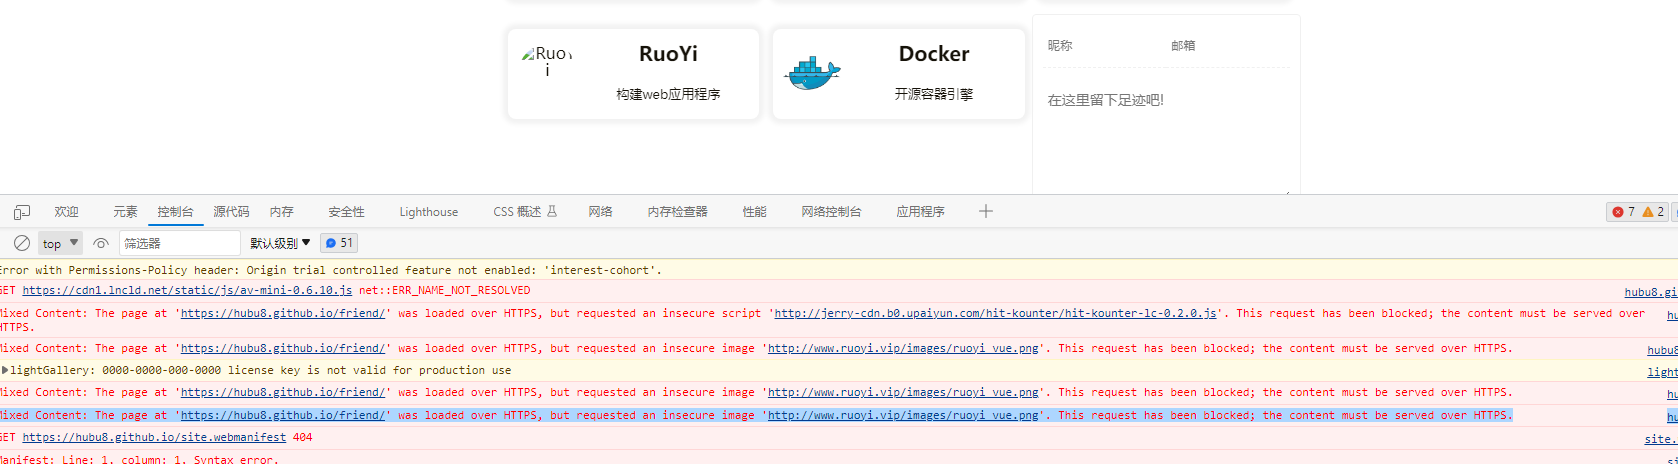 RuoYi
RuoYi
构建web应用程序
Docker
开源容器引擎
昵称 邮箱
在这里留下足迹吧!
欢迎 元素 控制台 源代码 内存 安全性 Lighthouse CSS 概述 网络 内存检查器 性能 网络控制台 应用程序 7 2
top 筛选器 默认级别 51
Error with Permissions-Policy header: Origin trial controlled feature not enabled: 'interest-cohort'.
GET https://cdn1.lncld.net/static/js/av-mini-0.6.10.js net::ERR_NAME_NOT_RESOLVED hubu8.gi
Mixed Content: The page at 'https://hubu8.github.io/friend/' was loaded over HTTPS, but requested an insecure script 'http://jerry-cdn.b0.upaiyun.com/hit-kounter/hit-kounter-lc-0.2.0.js'. This request has been blocked; the content must be served over hu
HTTPS.
Mixed Content: The page at 'https://hubu8.github.io/friend/' was loaded over HTTPS, but requested an insecure image 'http://www.ruoyi.vip/images/ruoyi_vue.png'. This request has been blocked; the content must be served over HTTPS. hubu8
lightGallery: 0000-0000-000-0000 license key is not valid for production use light
Mixed Content: The page at 'https://hubu8.github.io/friend/' was loaded over HTTPS, but requested an insecure image 'http://www.ruoyi.vip/images/ruoyi_vue.png'. This request has been blocked; the content must be served over HTTPS. hu
Mixed Content: The page at 'https://hubu8.github.io/friend/' was loaded over HTTPS, but requested an insecure image 'http://www.ruoyi.vip/images/ruoyi_vue.png'. This request has been blocked; the content must be served over HTTPS. hu
GET https://hubu8.github.io/site.webmanifest 404 site.
Manifest: Line: 1, column: 1, Syntax error. si